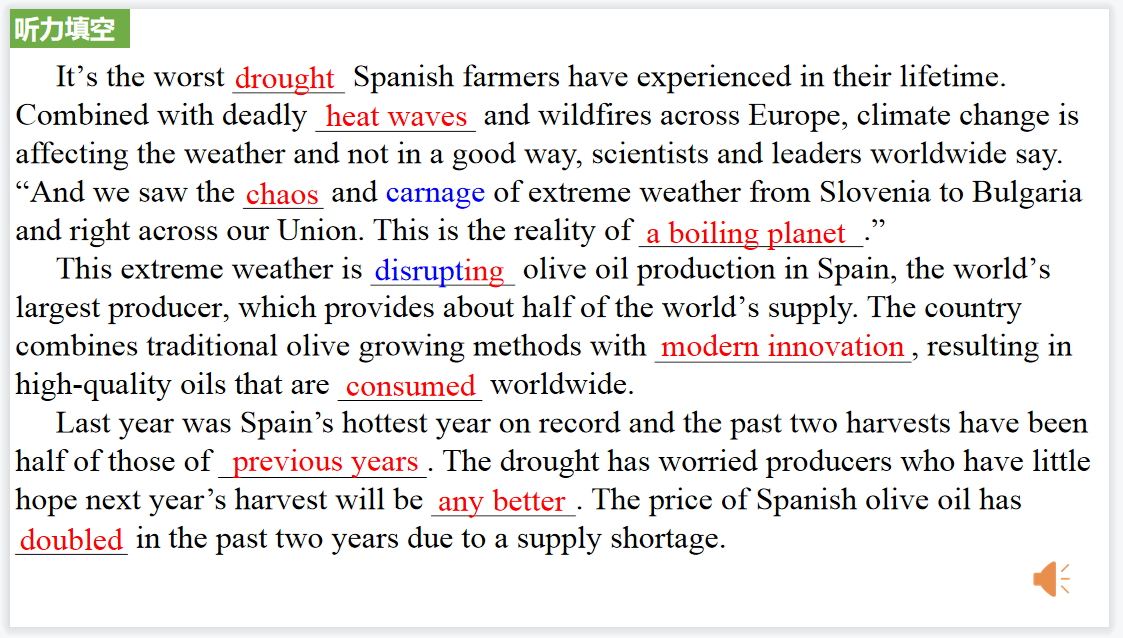 听力填空
It’s the worst drought Spanish farmers have experienced in their lifetime.
Combined with deadly heat waves and wildfires across Europe, climate change is
affecting the weather and not in a good way, scientists and leaders worldwide say.
“And we saw the chaos and carnage of extreme weather from Slovenia to Bulgaria
and right across our Union. This is the reality of a boiling planet.”
This extreme weather is disrupting olive oil production in Spain, the world’s
largest producer, which provides about half of the world’s supply. The country
combines traditional olive growing methods with modern innovation, resulting in
high-quality oils that are consumed worldwide.
Last year was Spain’s hottest year on record and the past two harvests have been
half of those of previous years. The drought has worried producers who have little
hope next year’s harvest will be any better. The price of Spanish olive oil has
doubled in the past two years due to a supply shortage.